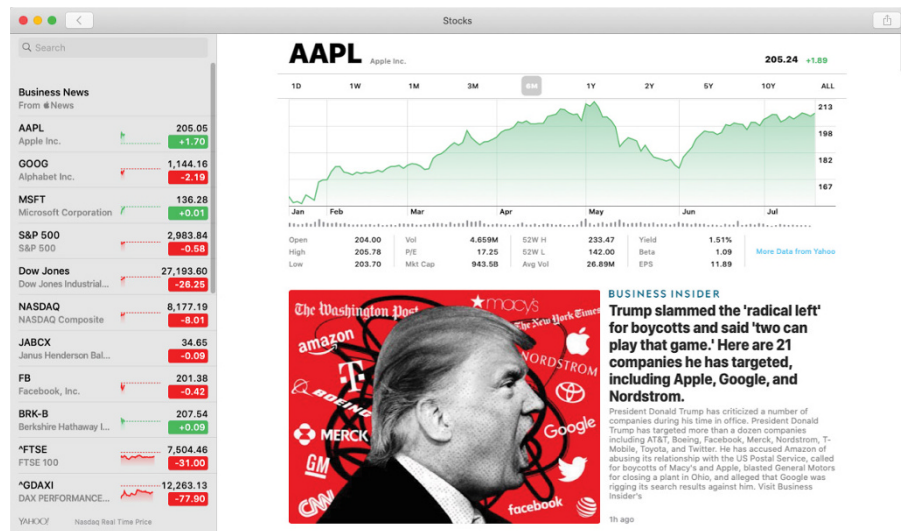 Stocks
Search
Business News
From News
AAPL 205.05
Apple Inc. +1.70
GOOG 1,144.16
Alphabet Inc. -2.19
MSFT 136.28
Microsoft Corporation +0.01
S&P 500 2,983.84
S&P 500 -0.58
Dow Jones 27,193.60
Dow Jones Industrial... -26.25
NASDAQ 8,177.19
NASDAQ Composite -8.01
JABCX 34.65
Janus Henderson Bal... -0.09
FB 201.38
Facebook, Inc. -0.42
BRK-B 207.54
Berkshire Hathaway I... +0.09
^FTSE 7,504.46
FTSE 100 -31.00
^GDAXI 12,263.13
DAX PERFORMANCE... -77.90
YAHOO! Nasdaq Real Time Price
AAPL Apple Inc. 205.24 +1.89
1D 1W 1M 3M 6M 1Y 2Y 5Y 10Y ALL
213
198
182
167
Jan Feb Mar Apr May Jun Jul
Open 204.00 Vol 4.659M 52W H 233.47 Yield 1.51%
High 205.78 P/E 17.25 52W L 142.00 Beta 1.09 More Data from Yahoo
Low 203.70 Mkt Cap 943.5B Avg Vol 26.89M EPS 11.89
The Washington Post
macy's
The New York Times
amazon
NORDSTROM
T
BOEING
MERCK
Google
GM
CNN
facebook
BUSINESS INSIDER
Trump slammed the 'radical left'
for boycotts and said 'two can
play that game.' Here are 21
companies he has targeted,
including Apple, Google, and
Nordstrom.
President Donald Trump has criticized a number of
companies during his time in office. President Donald
Trump has targeted more than a dozen companies
including AT&T, Boeing, Facebook, Merck, Nordstrom, T-
Mobile, Toyota, and Twitter. He has accused Amazon of
abusing its relationship with the US Postal Service, called
for boycotts of Macy's and Apple, blasted General Motors
for closing a plant in Ohio, and alleged that Google was
rigging its search results against him. Visit Business
Insider's
1h ago